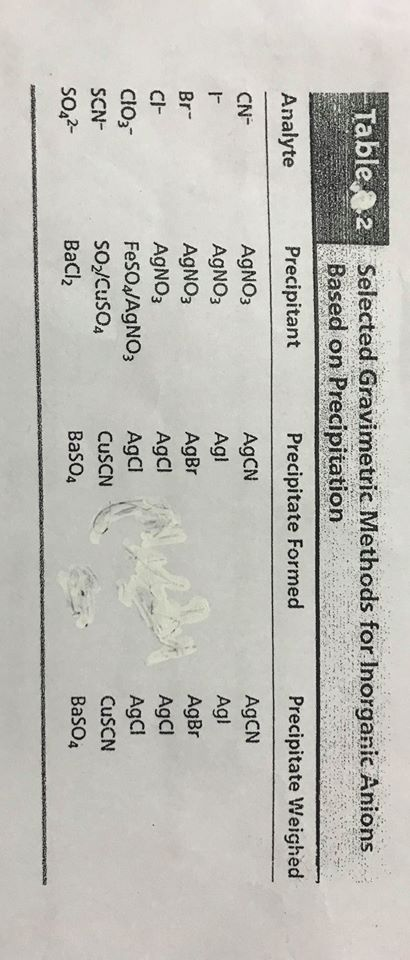 Table 2 Selected Gravimetric Methods for Inorganic Anions
Based on Precipitation
Analyte Precipitant Precipitate Formed Precipitate Weighed
CN⁻ AgNO₃ AgCN AgCN
I⁻ AgNO₃ AgI AgI
Br⁻ AgNO₃ AgBr AgBr
Cl⁻ AgNO₃ AgCl AgCl
ClO₃⁻ FeSO₄/AgNO₃ AgCl AgCl
SCN⁻ SO₂/CuSO₄ CuSCN CuSCN
SO₄²⁻ BaCl₂ BaSO₄ BaSO₄